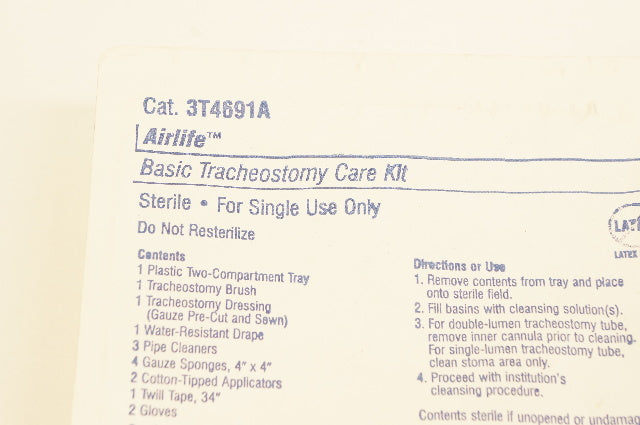 Cat. 3T4691A
Airlife™
Basic Tracheostomy Care Kit
Sterile • For Single Use Only
Do Not Resterilize
Contents
1 Plastic Two-Compartment Tray
1 Tracheostomy Brush
1 Tracheostomy Dressing
(Gauze Pre-Cut and Sewn)
1 Water-Resistant Drape
3 Pipe Cleaners
4 Gauze Sponges, 4" x 4"
2 Cotton-Tipped Applicators
1 Twill Tape, 34"
2 Gloves
LATEX
Directions or Use
1. Remove contents from tray and place
onto sterile field.
2. Fill basins with cleansing solution(s).
3. For double-lumen tracheostomy tube,
remove inner cannula prior to cleaning.
For single-lumen tracheostomy tube,
clean stoma area only.
4. Proceed with institution's
cleansing procedure.
Contents sterile if unopened or undamag